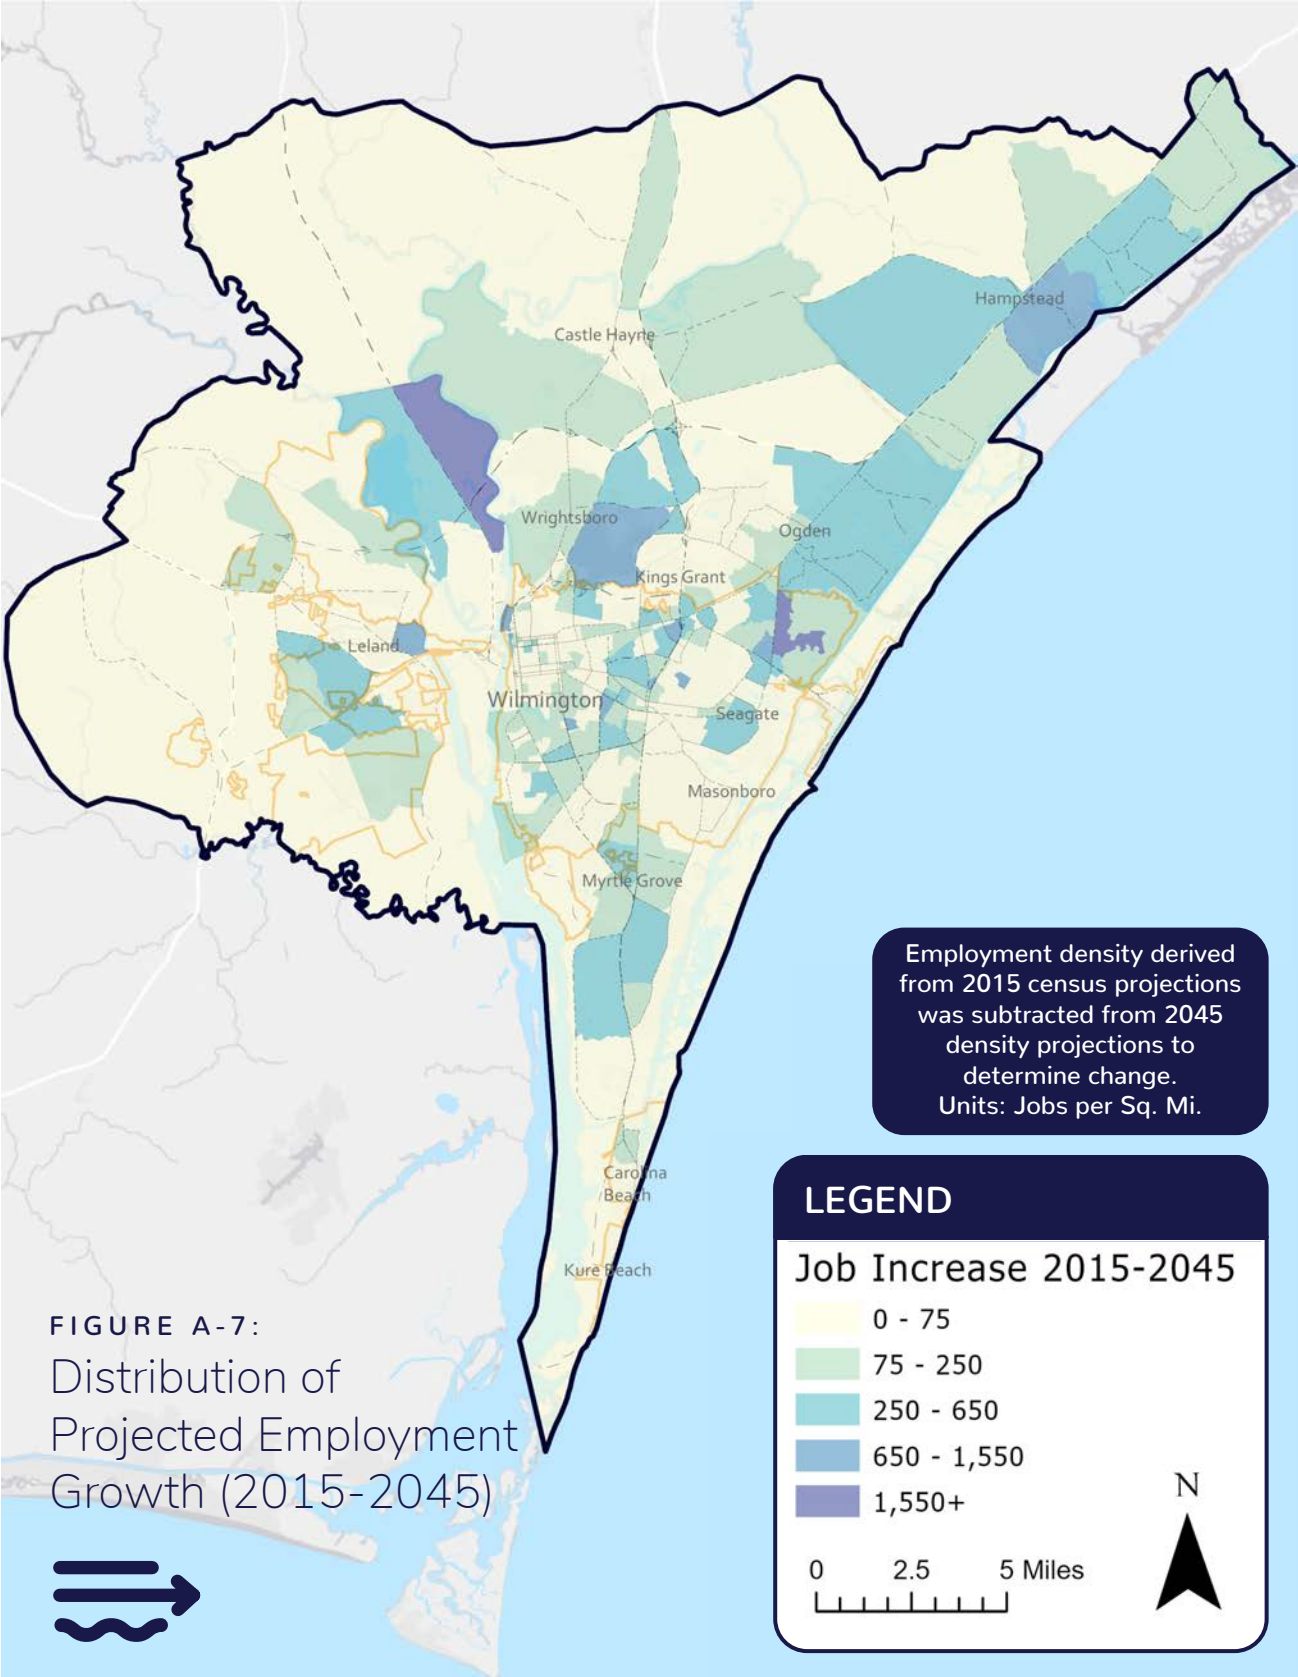 Hampstead
Castle Hayne
Wrightsboro
Ogden
Kings Grant
Leland
Wilmington
Seagate
Masonboro
Myrtle Grove
Employment density derived
from 2015 census projections
was subtracted from 2045
density projections to
determine change.
Units: Jobs per Sq. Mi.
Carolina
Beach
Kure Beach
LEGEND
Job Increase 2015-2045
0 - 75
75 - 250
250 - 650
650 - 1,550
1,550+
N
0 2.5 5 Miles
FIGURE A-7:
Distribution of
Projected Employment
Growth (2015-2045)